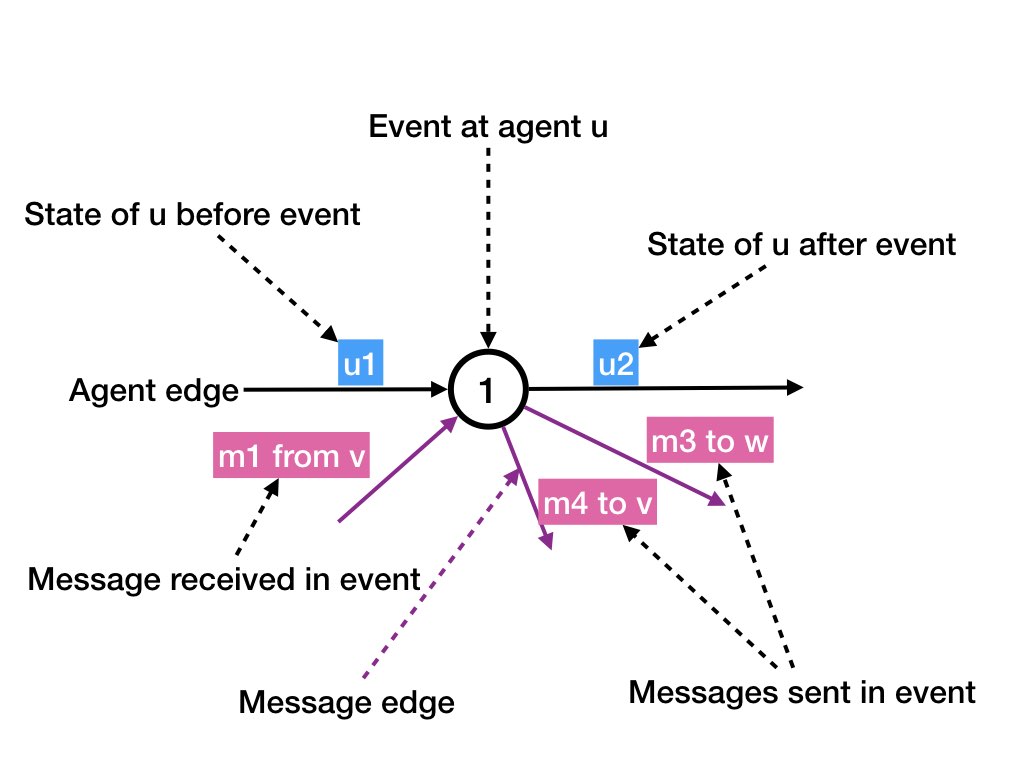 Event at agent u
State of u before event
State of u after event
u1
u2
Agent edge
1
m1 from v
m3 to w
m4 to v
Message received in event
Message edge
Messages sent in event